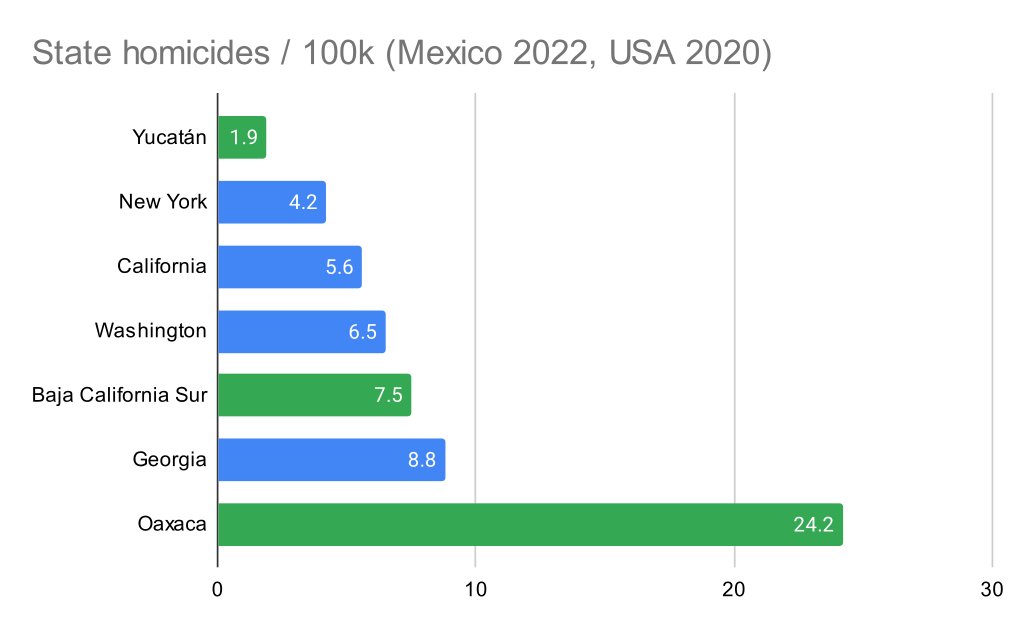 State homicides / 100k (Mexico 2022, USA 2020)
Yucatán 1.9
New York 4.2
California 5.6
Washington 6.5
Baja California Sur 7.5
Georgia 8.8
Oaxaca 24.2
0 10 20 30